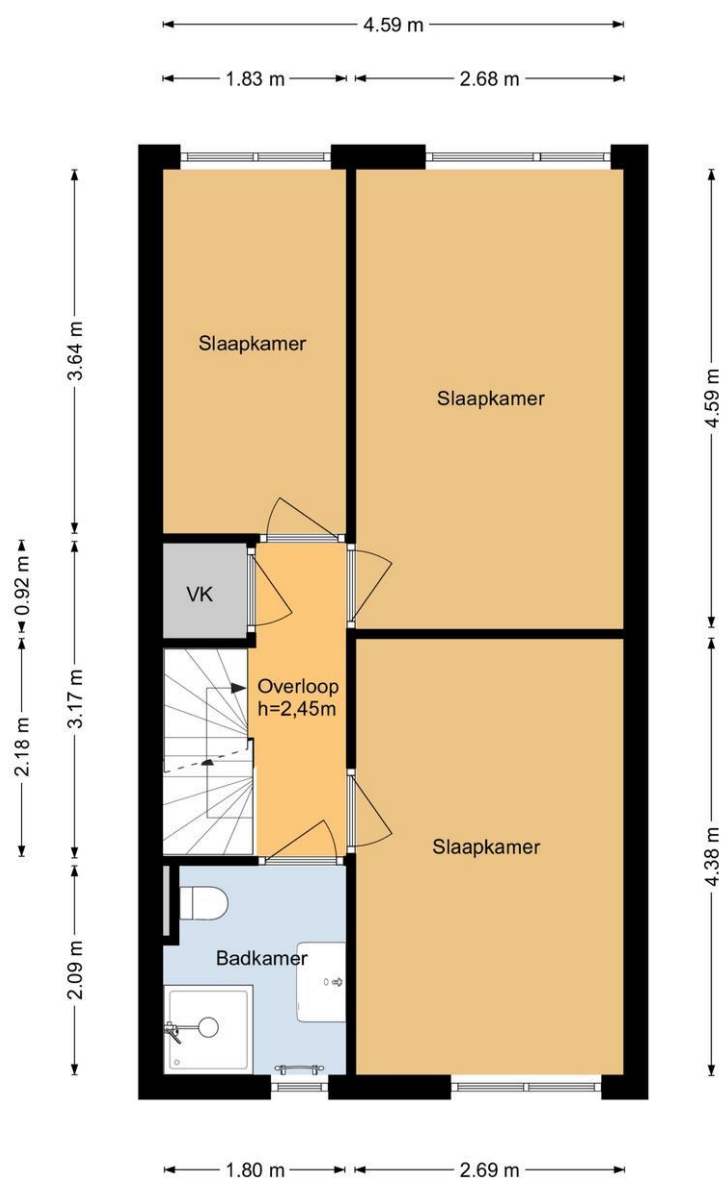 4.59 m
1.83 m
2.68 m
3.64 m
Slaapkamer
Slaapkamer
4.59 m
0.92 m
VK
3.17 m
2.18 m
Overloop
h=2,45m
Slaapkamer
4.38 m
2.09 m
Badkamer
1.80 m
2.69 m